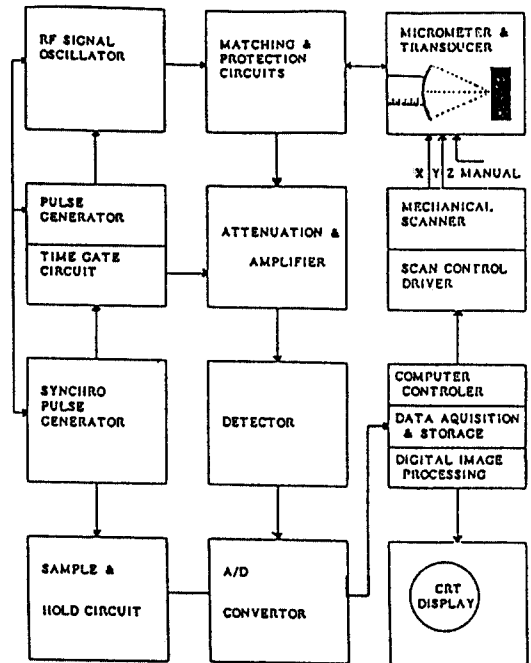 RF SIGNAL
OSCILLATOR
MATCHING &
PROTECTION
CIRCUITS
MICROMETER &
TRANSDUCER
X Y Z MANUAL
PULSE
GENERATOR
TIME GATE
CIRCUIT
ATTENUATION &
AMPLIFIER
MECHANICAL
SCANNER
SCAN CONTROL
DRIVER
SYNCHRO
PULSE
GENERATOR
DETECTOR
COMPUTER
CONTROLER
DATA AQUISITION
& STORAGE
DIGITAL IMAGE
PROCESSING
SAMPLE &
HOLD CIRCUIT
A/D
CONVERTOR
CRT
DISPLAY